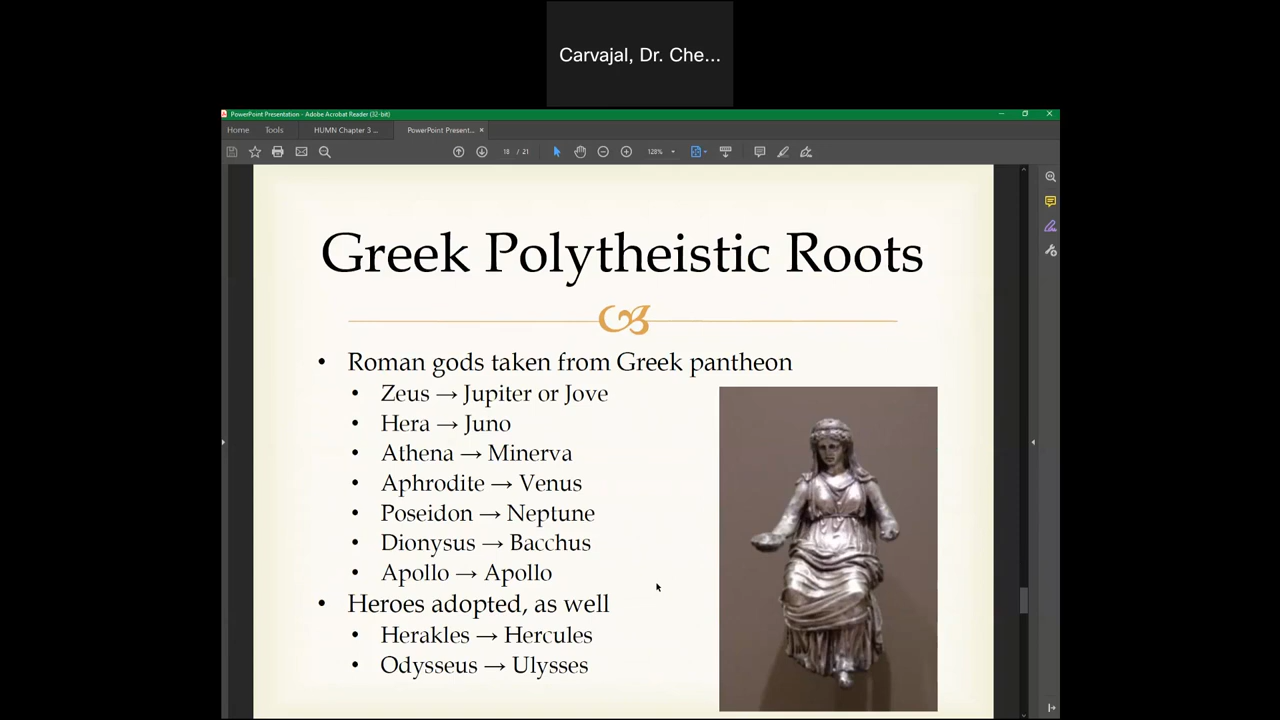 Carvajal, Dr. Che...
PowerPoint Presentation - Adobe Acrobat Reader (32-bit)
Home Tools HUMN Chapter 3 ... PowerPoint Present... ×
18 / 21 128%
Greek Polytheistic Roots
• Roman gods taken from Greek pantheon
• Zeus → Jupiter or Jove
• Hera → Juno
• Athena → Minerva
• Aphrodite → Venus
• Poseidon → Neptune
• Dionysus → Bacchus
• Apollo → Apollo
• Heroes adopted, as well
• Herakles → Hercules
• Odysseus → Ulysses